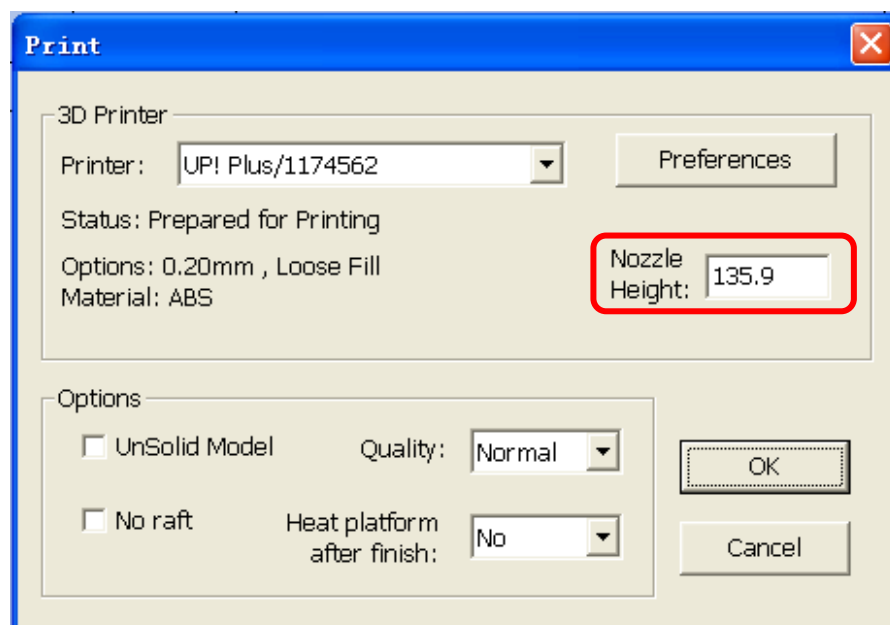 Print
3D Printer
Printer: UP! Plus/1174562
Preferences
Status: Prepared for Printing
Options: 0.20mm , Loose Fill
Material: ABS
Nozzle
Height: 135.9
Options
UnSolid Model
Quality: Normal
No raft
Heat platform
after finish: No
OK
Cancel